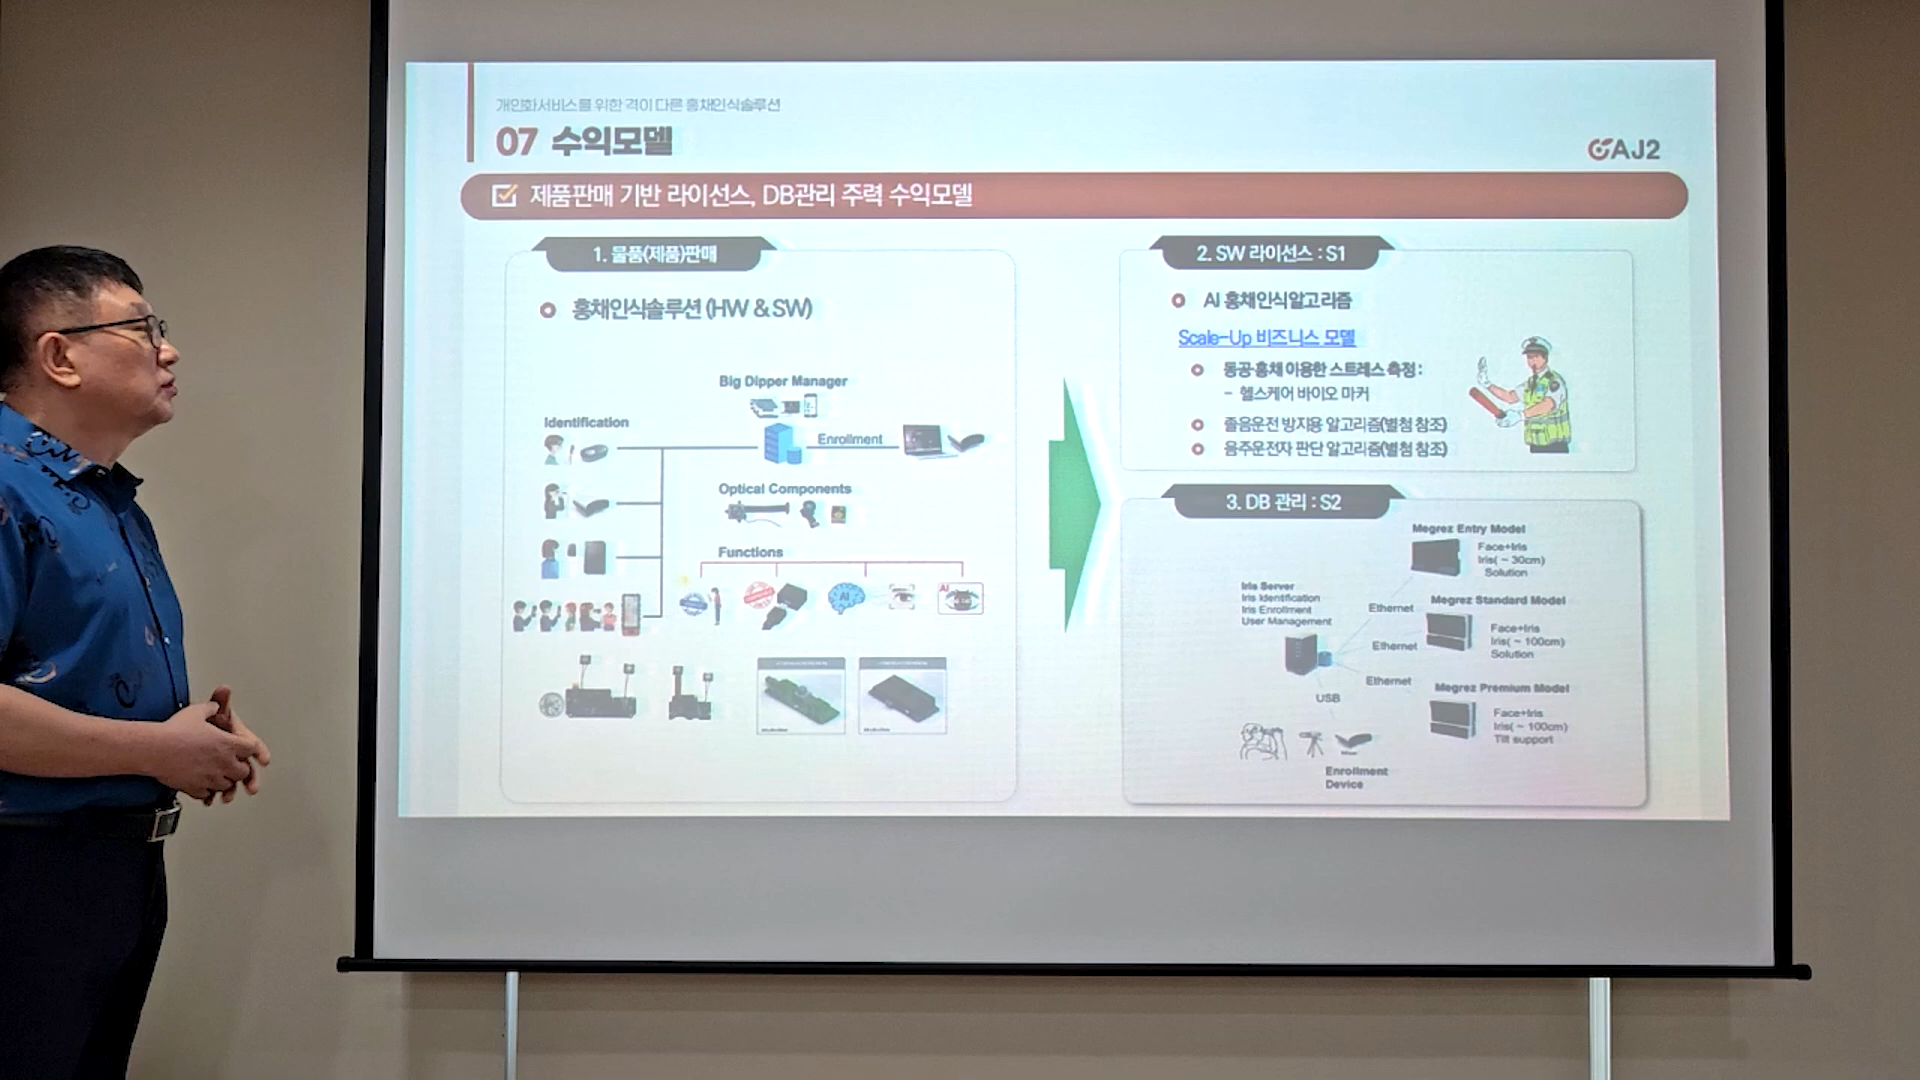 개인화서비스를 위한 격이 다른 홍채인식솔루션
07 수익모델
AJ2
제품판매 기반 라이선스, DB관리 주력 수익모델
1. 물품(제품)판매
홍채인식솔루션 (HW & SW)
Big Dipper Manager
Identification
Enrollment
Optical Components
Functions
AI
AI
2. SW 라이선스 : S1
AI 홍채인식알고리즘
Scale-Up 비즈니스 모델
동공·홍채 이용한 스트레스 측정 :
- 헬스케어 바이오 마커
졸음운전 방지용 알고리즘(별첨 참조)
음주운전자 판단 알고리즘(별첨 참조)
3. DB 관리 : S2
Megrez Entry Model
Face+Iris
Iris( ~ 30cm)
Solution
Iris Server
Iris Identification
Iris Enrollment
User Management
Ethernet
Megrez Standard Model
Face+Iris
Iris( ~ 100cm)
Solution
Ethernet
Ethernet
Megrez Premium Model
Face+Iris
Iris( ~ 100cm)
Tilt support
USB
Enrollment
Device